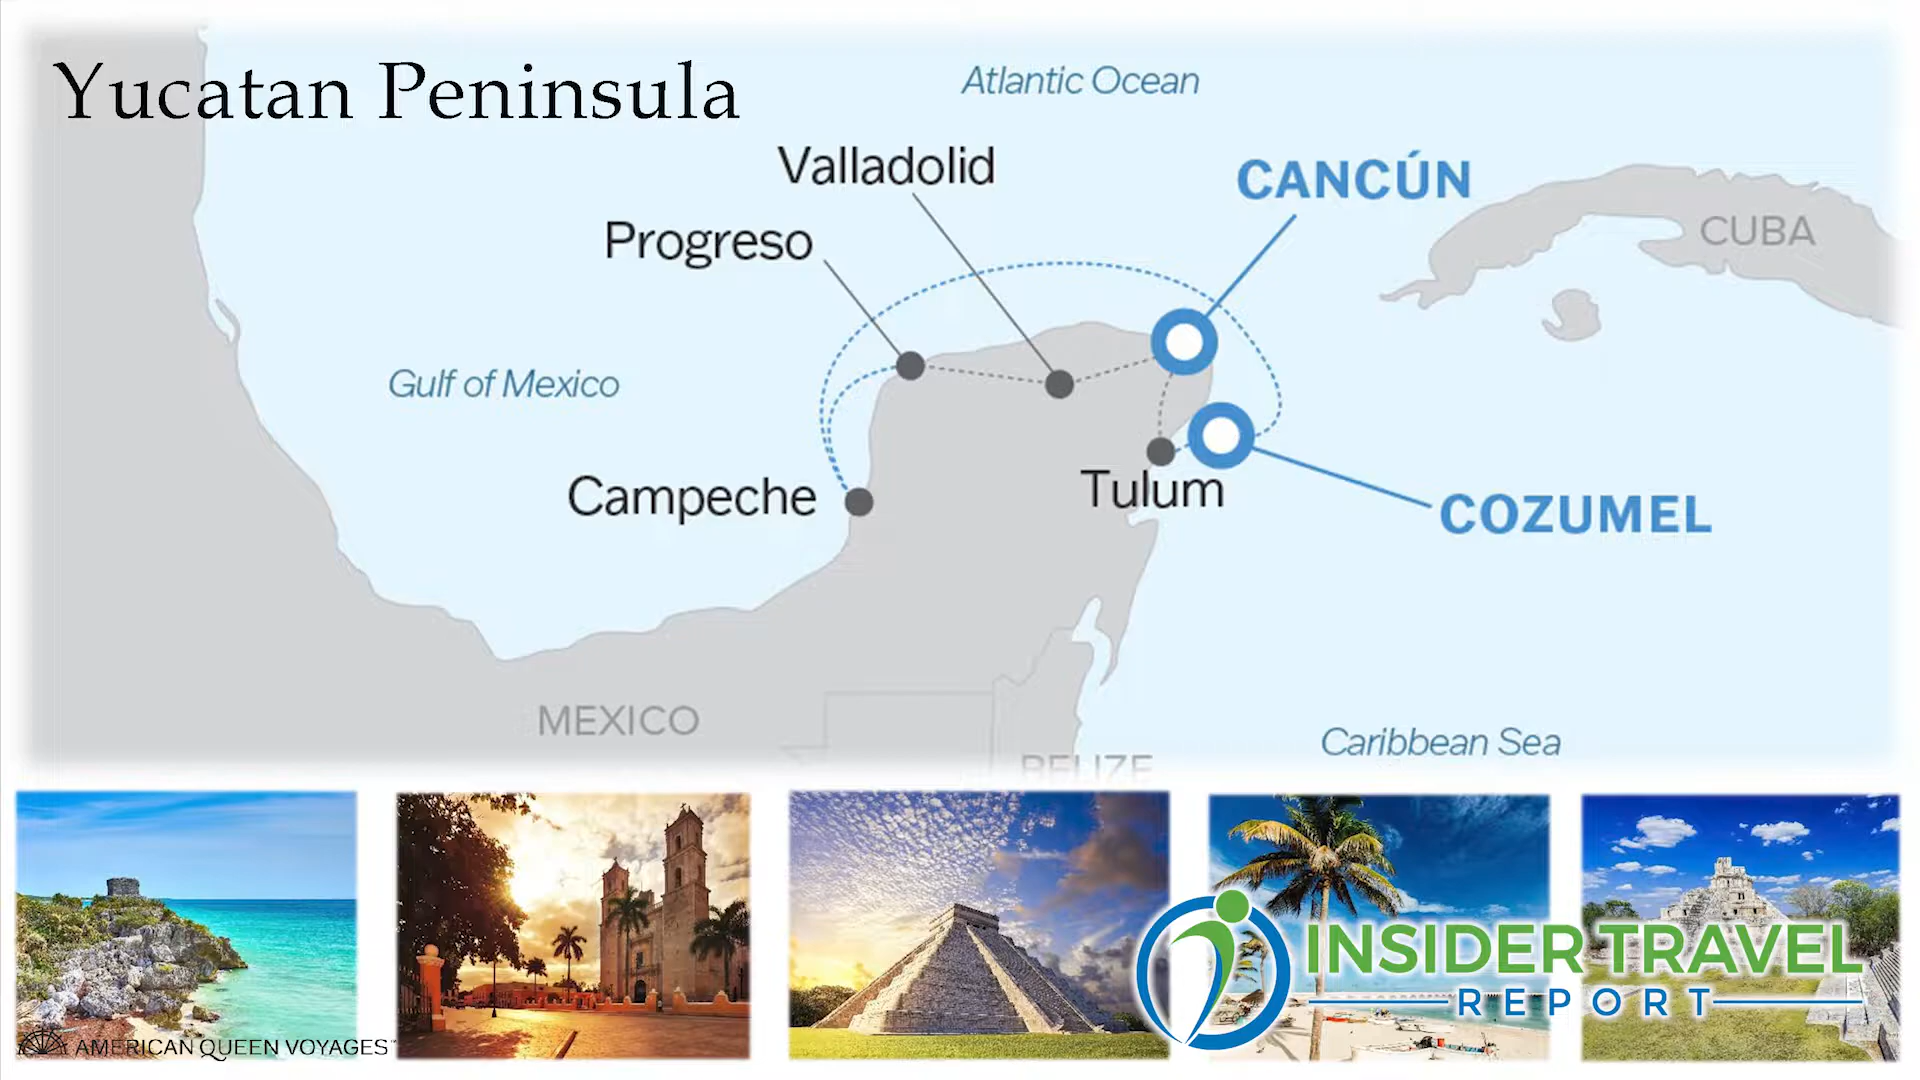 Yucatan Peninsula
Atlantic Ocean
Valladolid
CANCÚN
Progreso
CUBA
Gulf of Mexico
Campeche
Tulum
COZUMEL
MEXICO
Caribbean Sea
BELIZE
INSIDER TRAVEL
REPORT
AMERICAN QUEEN VOYAGES